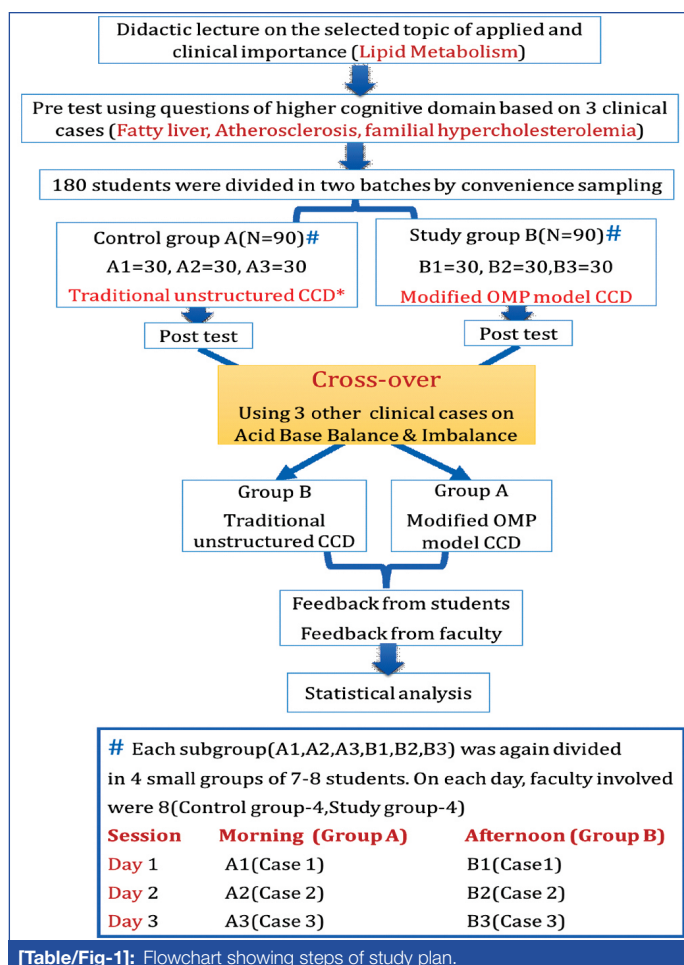 Didactic lecture on the selected topic of applied and
clinical importance (Lipid Metabolism)
Pre test using questions of higher cognitive domain based on 3 clinical
cases (Fatty liver, Atherosclerosis, familial hypercholesterolemia)
180 students were divided in two batches by convenience sampling
Control group A(N=90)#
A1=30, A2=30, A3=30
Traditional unstructured CCD*
Study group B(N=90)#
B1=30, B2=30,B3=30
Modified OMP model CCD
Post test
Post test
Cross-over
Using 3 other clinical cases on
Acid Base Balance & Imbalance
Group B
Traditional
unstructured CCD
Group A
Modified OMP
model CCD
Feedback from students
Feedback from faculty
Statistical analysis
# Each subgroup(A1,A2,A3,B1,B2,B3) was again divided
in 4 small groups of 7-8 students. On each day, faculty involved
were 8(Control group-4,Study group-4)
Session Morning (Group A) Afternoon (Group B)
Day 1 A1(Case 1) B1(Case1)
Day 2 A2(Case 2) B2(Case 2)
Day 3 A3(Case 3) B3(Case 3)
[Table/Fig-1]: Flowchart showing steps of study plan.